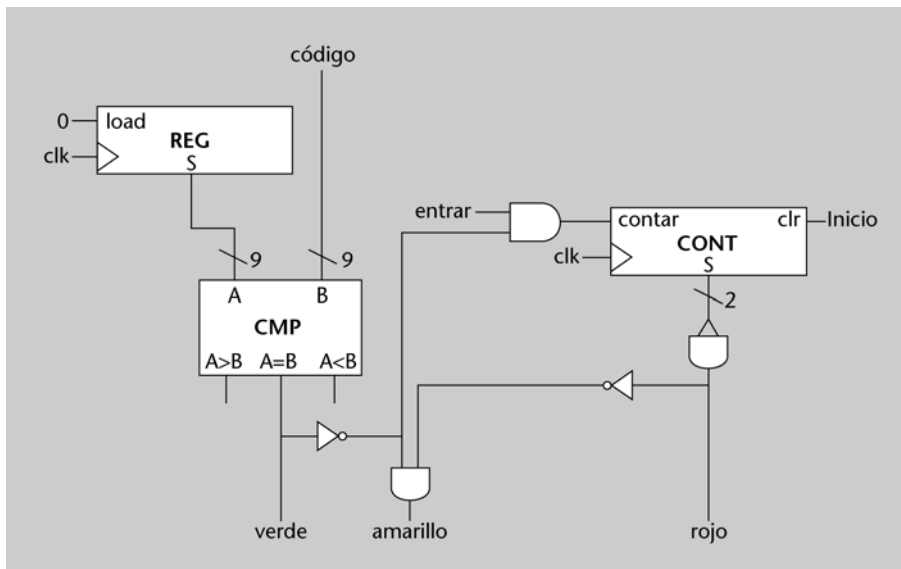 código
0 load
REG
clk S
entrar
contar clr Inicio
CONT
clk S
9 9
A B
2
CMP
A>B A=B A<B
verde amarillo rojo